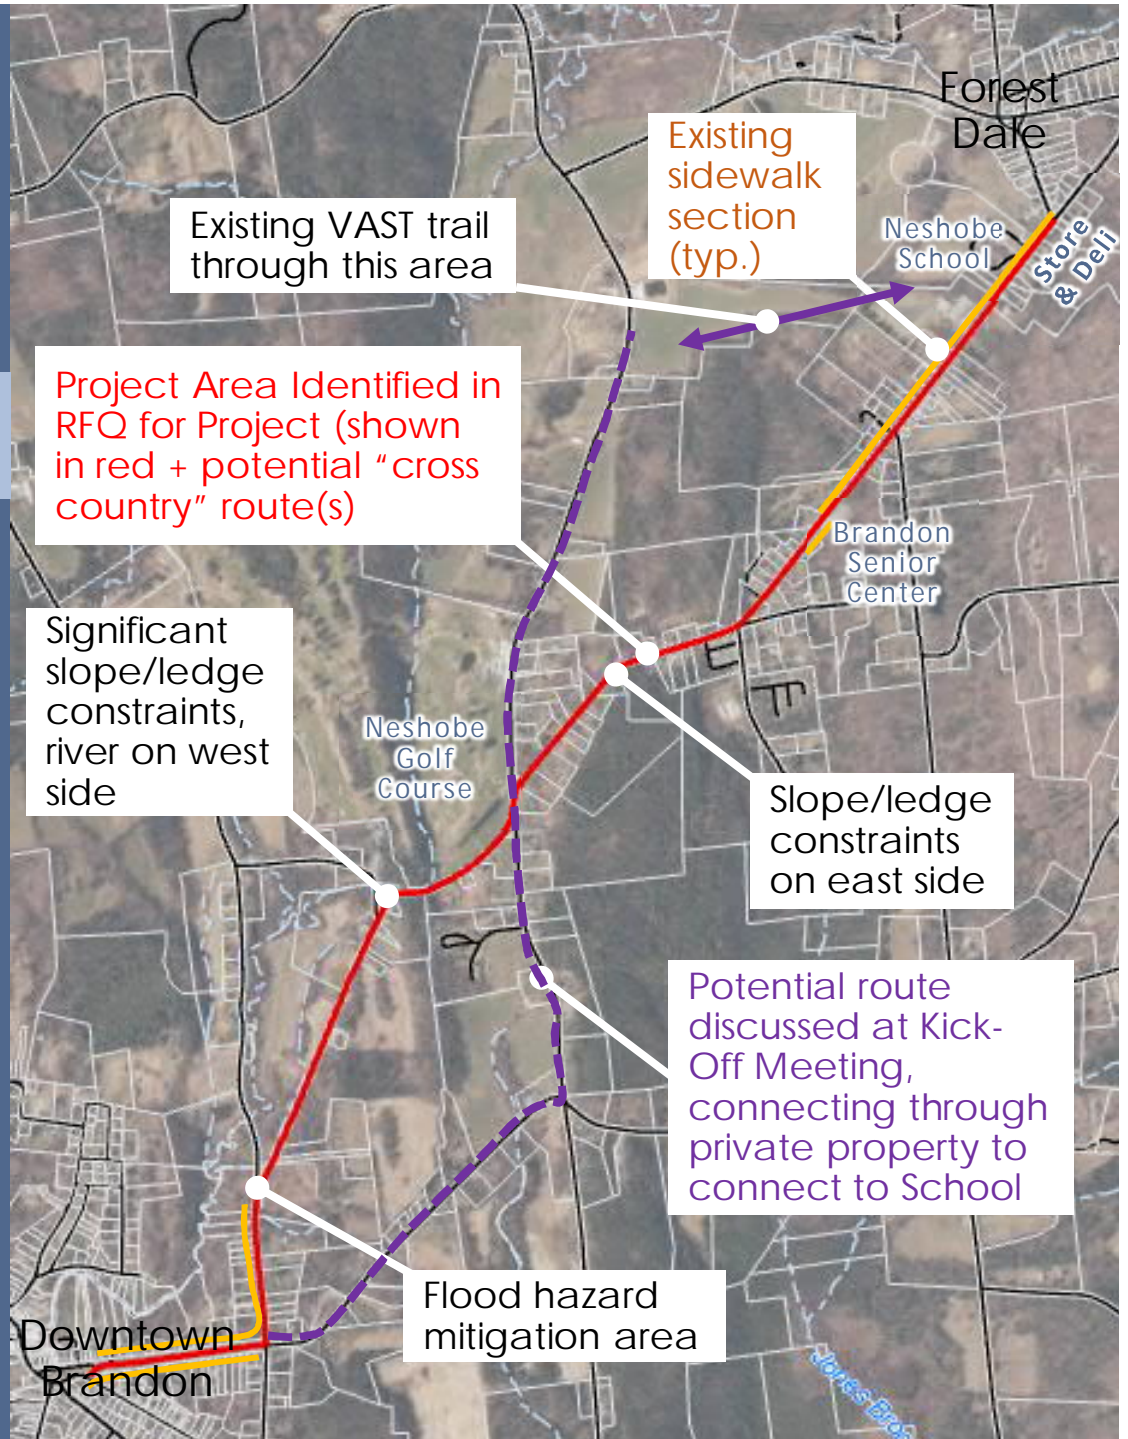 Forest
Dale
Existing
sidewalk
section
(typ.)
Existing VAST trail
through this area
Neshobe
School
Store
& Deli
Project Area Identified in
RFQ for Project (shown
in red + potential “cross
country” route(s)
Brandon
Senior
Center
Significant
slope/ledge
constraints,
river on west
side
Neshobe
Golf
Course
Slope/ledge
constraints
on east side
Potential route
discussed at Kick-
Off Meeting,
connecting through
private property to
connect to School
Flood hazard
mitigation area
Downtown
Brandon
Jones